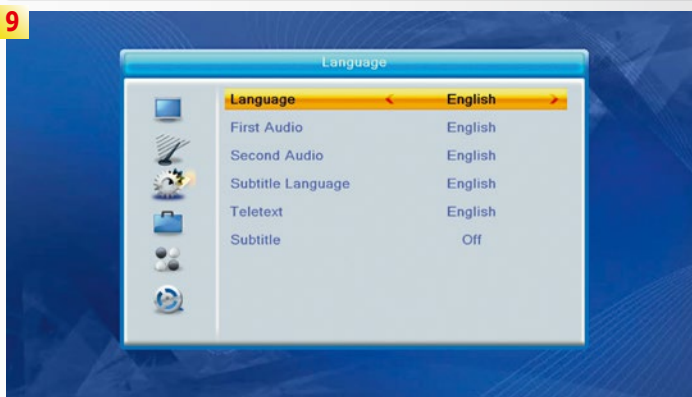 9
Language
Language < English >
First Audio English
Second Audio English
Subtitle Language English
Teletext English
Subtitle Off